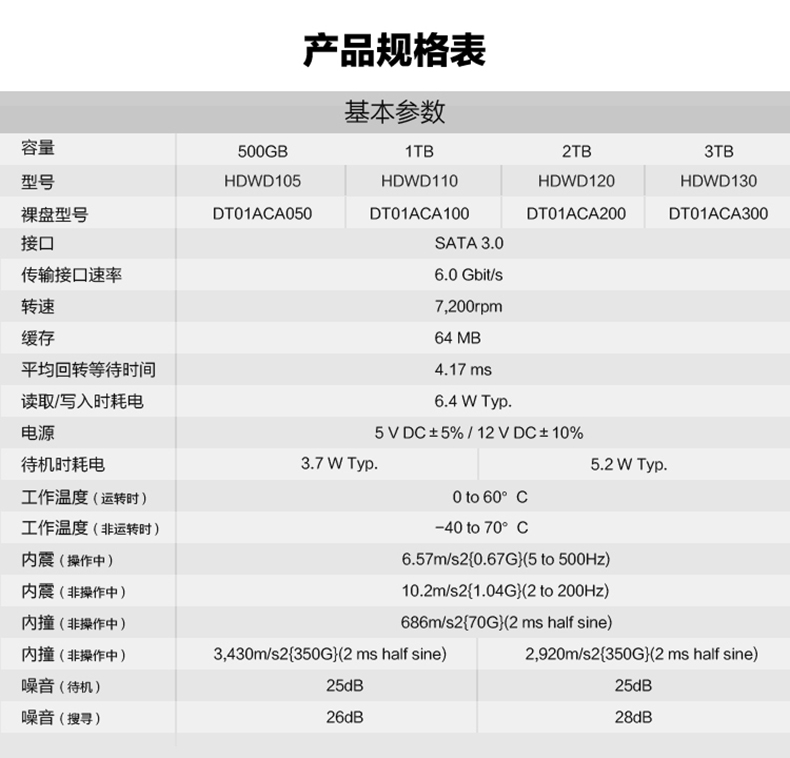 产品规格表
基本参数
容量 500GB 1TB 2TB 3TB
型号 HDWD105 HDWD110 HDWD120 HDWD130
裸盘型号 DT01ACA050 DT01ACA100 DT01ACA200 DT01ACA300
接口 SATA 3.0
传输接口速率 6.0 Gbit/s
转速 7,200rpm
缓存 64 MB
平均回转等待时间 4.17 ms
读取/写入时耗电 6.4 W Typ.
电源 5 V DC ± 5% / 12 V DC ± 10%
待机时耗电 3.7 W Typ. 5.2 W Typ.
工作温度（运转时） 0 to 60° C
工作温度（非运转时） −40 to 70° C
内震（操作中） 6.57m/s2{0.67G}(5 to 500Hz)
内震（非操作中） 10.2m/s2{1.04G}(2 to 200Hz)
内撞（非操作中） 686m/s2{70G}(2 ms half sine)
内撞（非操作中） 3,430m/s2{350G}(2 ms half sine) 2,920m/s2{350G}(2 ms half sine)
噪音（待机） 25dB 25dB
噪音（搜寻） 26dB 28dB